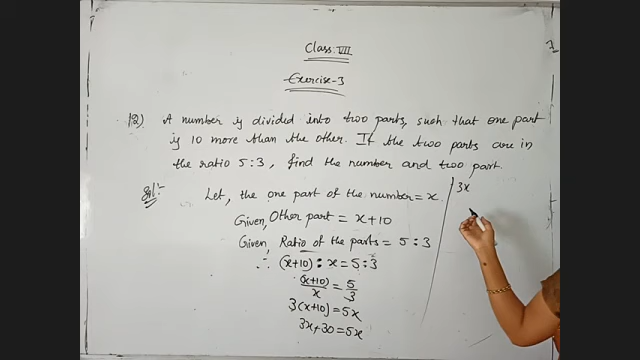 Class: VII
Exercise-3
12) A number is divided into two parts, such that one part
is 10 more than the other. If the two parts are in
the ratio 5:3, find the number and two part.
Sol:- Let, the one part of the number = x.
Given, Other part = x+10
Given, Ratio of the parts = 5 : 3
∴ (x+10) : x = 5 : 3
(x+10)/x = 5/3
3(x+10) = 5x
3x+30 = 5x
3x